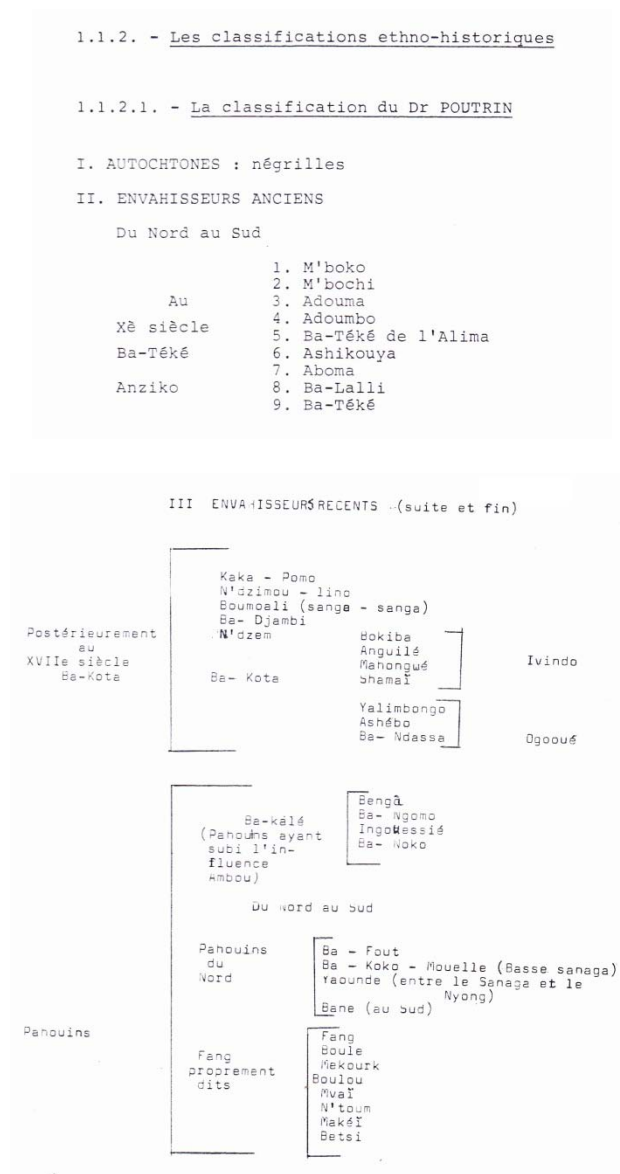 1.1.2. - Les classifications ethno-historiques
1.1.2.1. - La classification du Dr POUTRIN
I. AUTOCHTONES : négrilles
II. ENVAHISSEURS ANCIENS
Du Nord au Sud
Au
Xè siècle
Ba-Téké
Anziko
1. M'boko
2. M'bochi
3. Adouma
4. Adoumbo
5. Ba-Téké de l'Alima
6. Ashikouya
7. Aboma
8. Ba-Lalli
9. Ba-Téké
III ENVAHISSEURS RECENTS (suite et fin)
Postérieurement
au
XVIIe siècle
Ba-Kota
Kaka - Pomo
N'dzimou - lino
Boumoali (sanga - sanga)
Ba- Djambi
N'dzem
Ba- Kota
Bokiba
Anguilé
Mahongué
Shamaï
Ivindo
Yalimbongo
Ashébo
Ba- Ndassa
Ogooué
Panouins
Ba-kélé
(Pahouins ayant
subi l'in-
fluence
Ambou)
Bengâ
Ba- Ngomo
Ba- Noko
Du Nord au Sud
Pahouins
du
Nord
Ba - Fout
Ba - Koko - Mouelle (Basse sanaga)
Yaounde (entre le Sanaga et le
Nyong)
Bane (au Sud)
Fang
proprement
dits
Fang
Boule
Mekourk
Boulou
Mvaï
N'toum
Makéï
Betsi